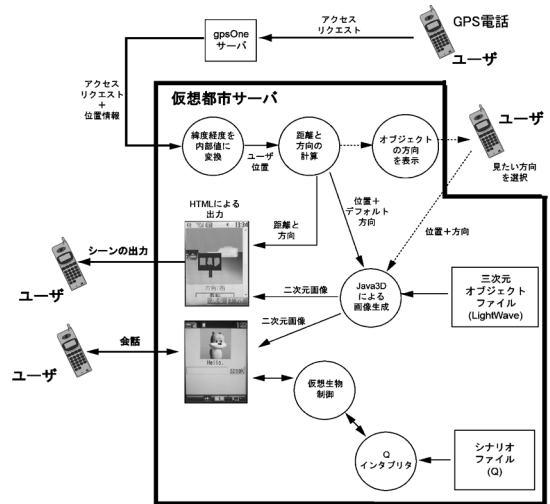 アクセス
リクエスト
gpsOne
サーバ
GPS電話
ユーザ
アクセス
リクエスト
+
位置情報
仮想都市サーバ
ユーザ
緯度経度を
内部値に
変換
ユーザ
位置
距離と
方向の
計算
オブジェクト
の方向
を表示
見たい方向
を選択
HTMLによる
出力
距離と
方向
位置+
デフォルト
方向
位置+方向
シーンの出力
ユーザ
二次元画像
Java3D
による
画像生成
三次元
オブジェクト
ファイル
(LightWave)
二次元画像
会話
ユーザ
Hello.
仮想生物
制御
Q
インタプリタ
シナリオ
ファイル
(Q)